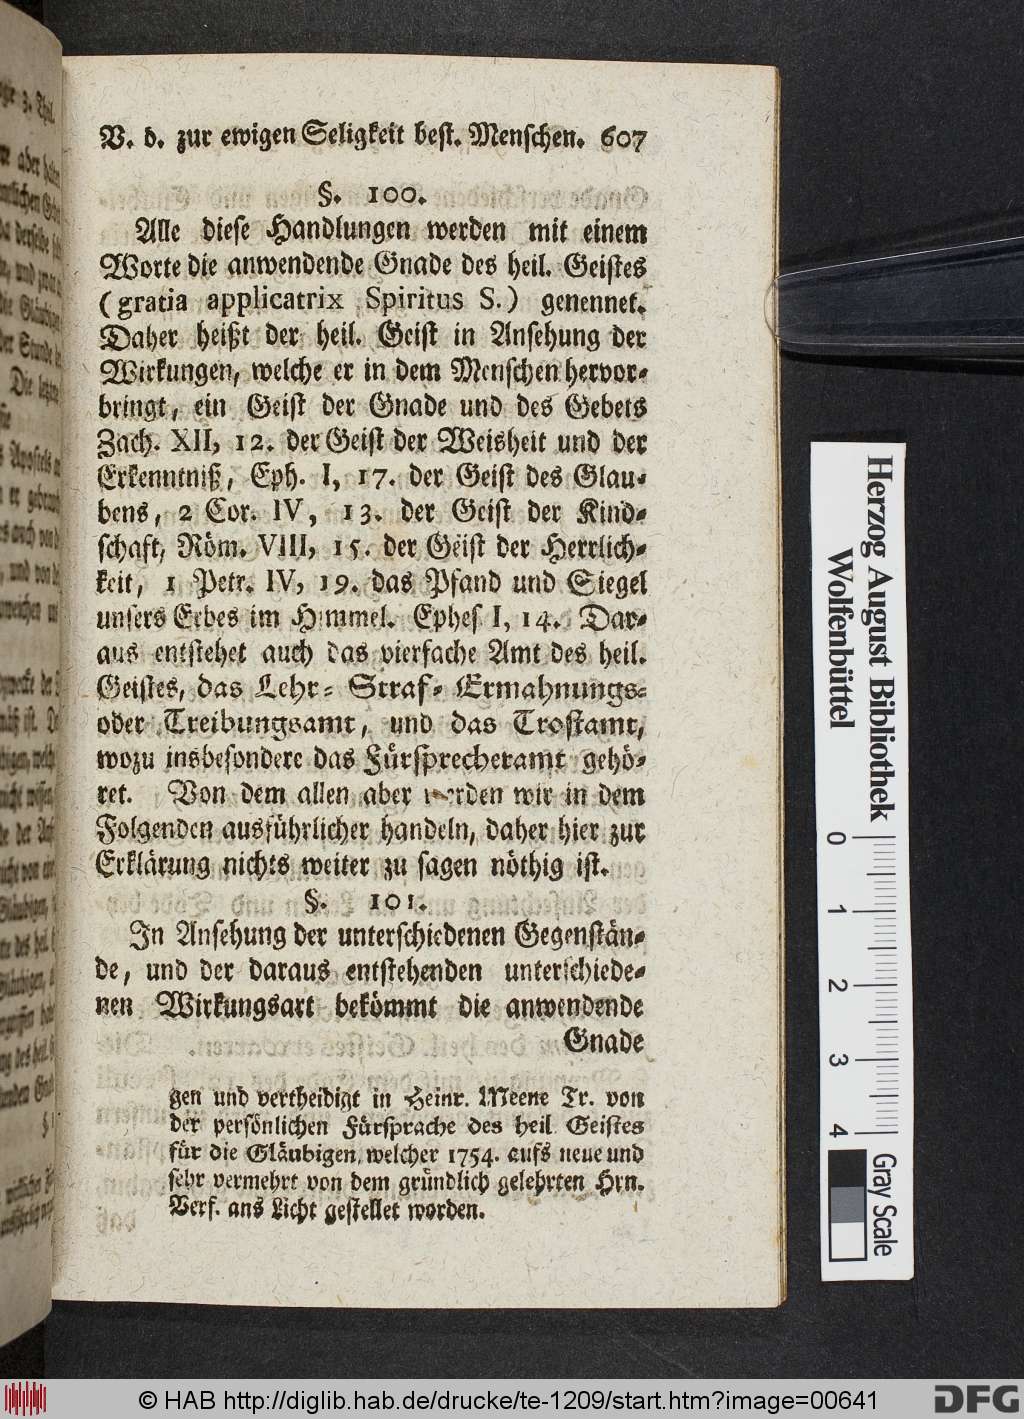 V. d. zur ewigen Seligkeit best. Menschen. 607
§. 100.
Alle diese Handlungen werden mit einem
Worte die anwendende Gnade des heil. Geistes
(gratia applicatrix Spiritus S.) genennet.
Daher heißt der heil. Geist in Ansehung der
Wirkungen, welche er in dem Menschen hervor-
bringt, ein Geist der Gnade und des Gebets
Zach. XII, 12. der Geist der Weisheit und der
Erkenntniß, Eph. I, 17. der Geist des Glau-
bens, 2 Cor. IV, 13. der Geist der Kind-
schaft, Röm. VIII, 15. der Geist der Herrlich-
keit, 1 Petr. IV, 19. das Pfand und Siegel
unsers Erbes im Himmel. Ephes I, 14. Dar-
aus entstehet auch das vierfache Amt des heil.
Geistes, das Lehr- Straf- Ermahnungs-
oder Treibungsamt, und das Trostamt,
wozu insbesondere das Fürsprecheramt gehö-
ret. Von dem allen aber werden wir in dem
Folgenden ausführlicher handeln, daher hier zur
Erklärung nichts weiter zu sagen nöthig ist.
§. 101.
In Ansehung der unterschiedenen Gegenstän-
de, und der daraus entstehenden unterschiede-
nen Wirkungsart bekömmt die anwendende
Gnade
gen und vertheidigt in Heinr. Meene Tr. von
der persönlichen Fürsprache des heil Geistes
für die Gläubigen, welcher 1754. aufs neue und
sehr vermehrt von dem gründlich gelehrten Hrn.
Verf. ans Licht gestellet worden.
Herzog August Bibliothek
Wolfenbüttel
0 1 2 3 4
Gray Scale
© HAB http://diglib.hab.de/drucke/te-1209/start.htm?image=00641
DFG